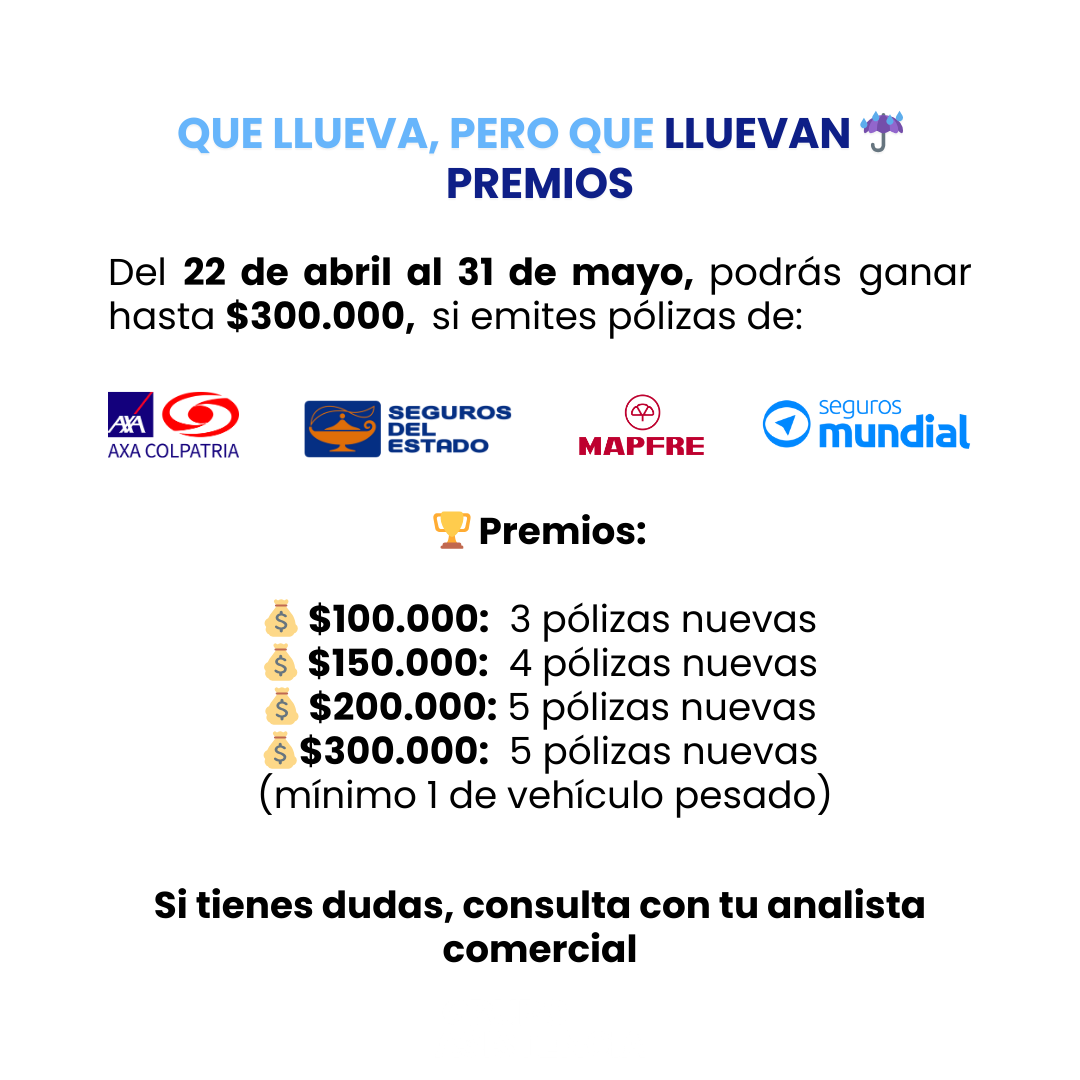 QUE LLUEVA, PERO QUE LLUEVAN ☔
PREMIOS
Del 22 de abril al 31 de mayo, podrás ganar
hasta $300.000, si emites pólizas de:
AXA
AXA COLPATRIA
SEGUROS
DEL
ESTADO
MAPFRE
seguros
mundial
🏆 Premios:
💰 $100.000: 3 pólizas nuevas
💰 $150.000: 4 pólizas nuevas
💰 $200.000: 5 pólizas nuevas
💰$300.000: 5 pólizas nuevas
(mínimo 1 de vehículo pesado)
Si tienes dudas, consulta con tu analista
comercial